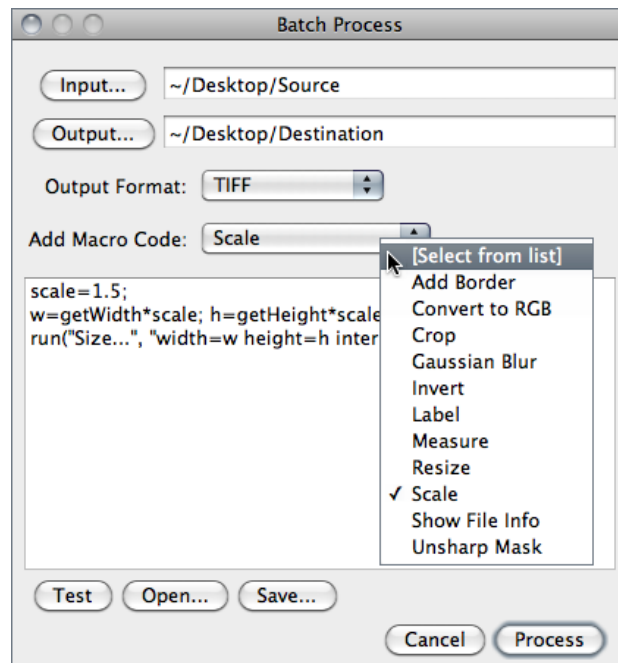 Batch Process
Input... ~/Desktop/Source
Output... ~/Desktop/Destination
Output Format: TIFF
Add Macro Code: Scale
[Select from list]
Add Border
Convert to RGB
Crop
Gaussian Blur
Invert
Label
Measure
Resize
✓ Scale
Show File Info
Unsharp Mask
scale=1.5;
w=getWidth*scale; h=getHeight*scale
run("Size...", "width=w height=h inter
Test Open... Save...
Cancel Process